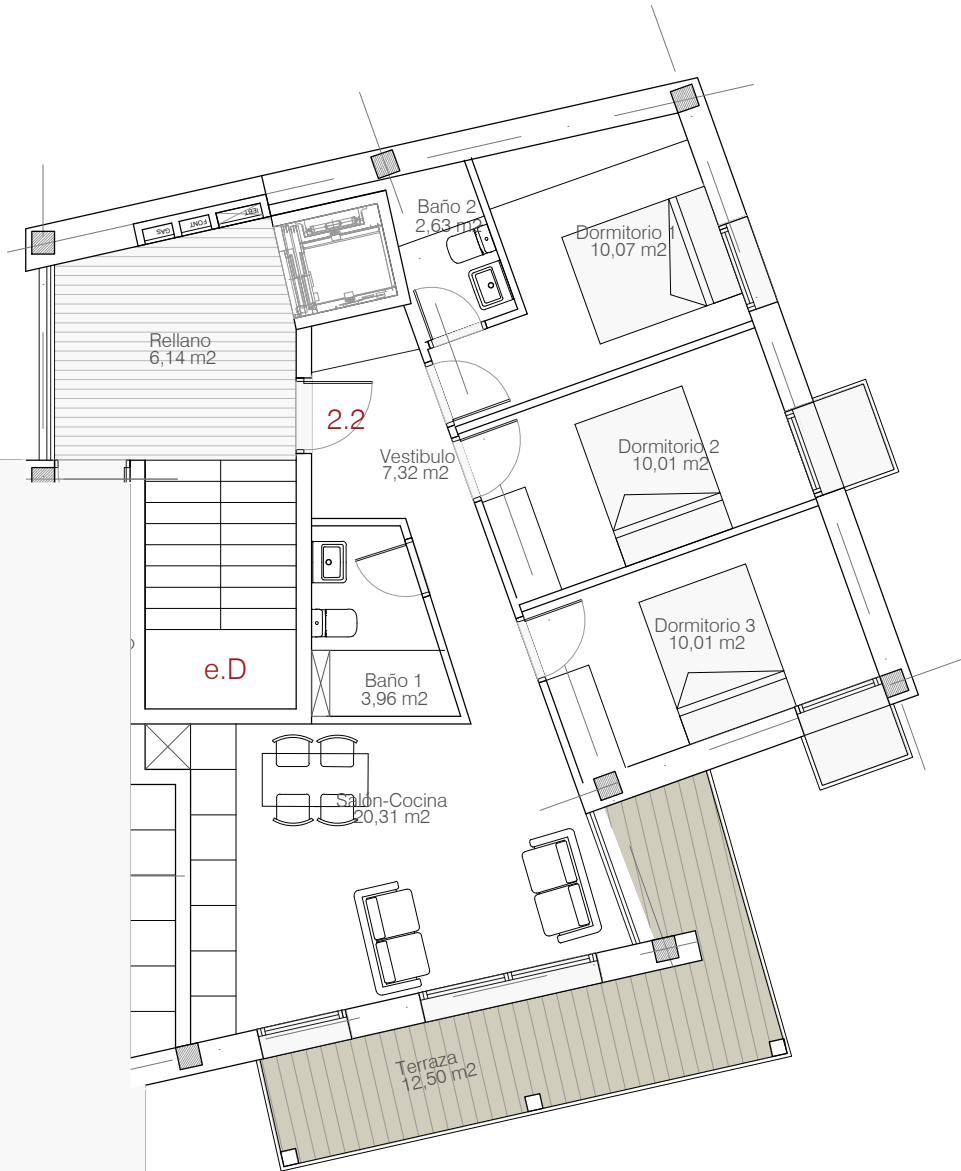 Baño 2
2,63 m2
Dormitorio 1
10,07 m2
GAS
FONT
IEBT
Rellano
6,14 m2
2.2
Vestibulo
7,32 m2
Dormitorio 2
10,01 m2
Dormitorio 3
10,01 m2
e.D
Baño 1
3,96 m2
Salón-Cocina
20,31 m2
Terraza
12,50 m2